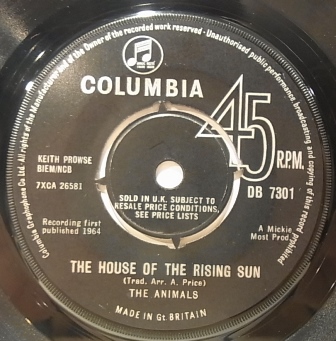 All rights of the Manufacturer and of the Owner of the recorded work reserved - Unauthorised public performance, broadcasting and copying of this record prohibited
COLUMBIA
45
R.P.M.
KEITH PROWSE
BIEM/NCB
7XCA 26581
DB 7301
SOLD IN U.K. SUBJECT TO
RESALE PRICE CONDITIONS,
SEE PRICE LISTS
Recording first
published 1964
A Mickie
Most Prod.
THE HOUSE OF THE RISING SUN
(Trad. Arr. A. Price)
THE ANIMALS
Columbia Graphophone Co. Ltd.
MADE IN Gt BRITAIN